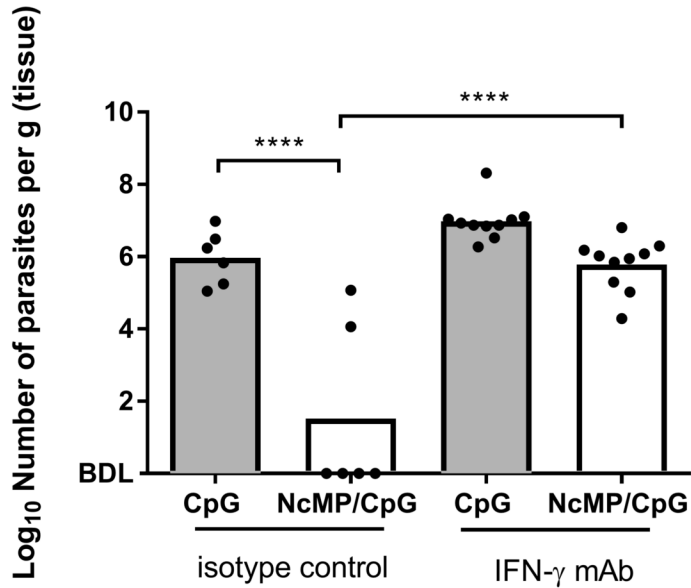 Log10 Number of parasites per g (tissue)
10
8
6
4
2
BDL
****
****
CpG NcMP/CpG CpG NcMP/CpG
isotype control IFN-γ mAb